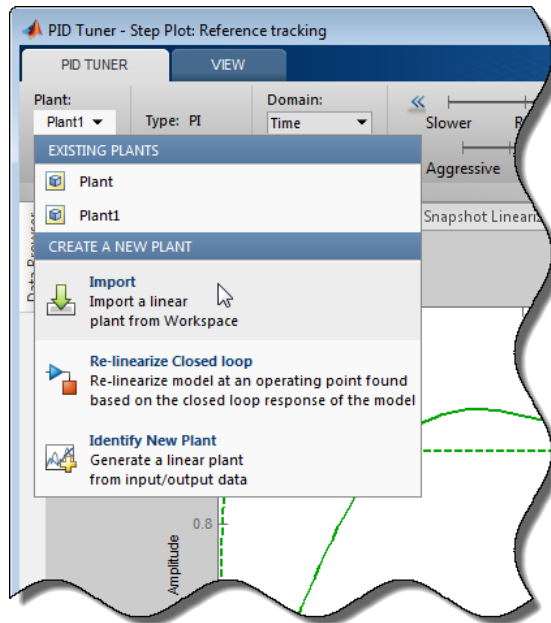 PID Tuner - Step Plot: Reference tracking
PID TUNER
VIEW
Plant:
Plant1
Type: PI
Domain:
Time
Slower
Aggressive
EXISTING PLANTS
Plant
Plant1
Snapshot
CREATE A NEW PLANT
Data Browser
Import
Import a linear
plant from Workspace
Re-linearize Closed loop
Re-linearize model at an operating point found
based on the closed loop response of the model
Identify New Plant
Generate a linear plant
from input/output data
0.8
Amplitude